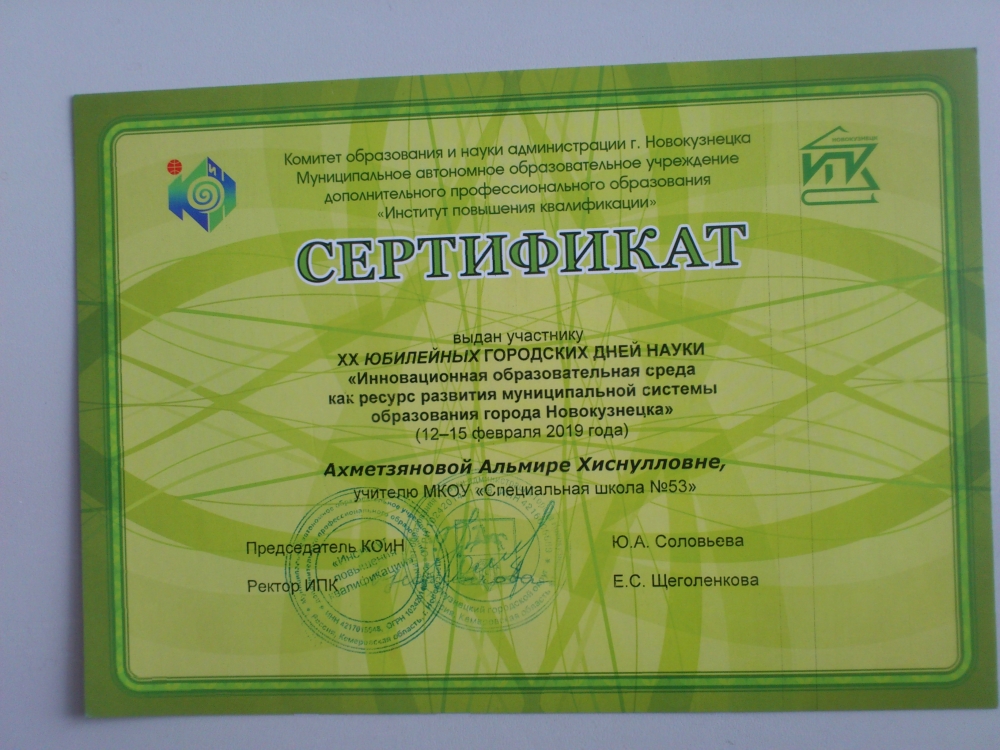 Комитет образования и науки администрации г. Новокузнецка
Муниципальное автономное образовательное учреждение
дополнительного профессионального образования
«Институт повышения квалификации»
НОВОКУЗНЕЦК
ИПК
СЕРТИФИКАТ
выдан участнику
XX ЮБИЛЕЙНЫХ ГОРОДСКИХ ДНЕЙ НАУКИ
«Инновационная образовательная среда
как ресурс развития муниципальной системы
образования города Новокузнецка»
(12–15 февраля 2019 года)
Ахметзяновой Альмире Хиснулловне,
учителю МКОУ «Специальная школа №53»
Председатель КОиН
Ю.А. Соловьева
Ректор ИПК
Е.С. Щеголенкова